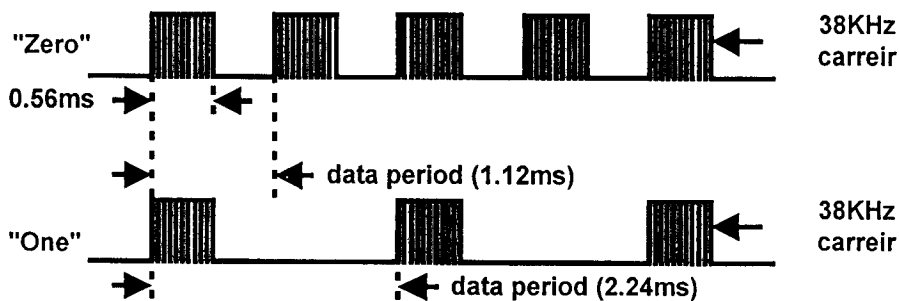 "Zero"
38KHz
carreir
0.56ms
data period (1.12ms)
"One"
38KHz
carreir
data period (2.24ms)